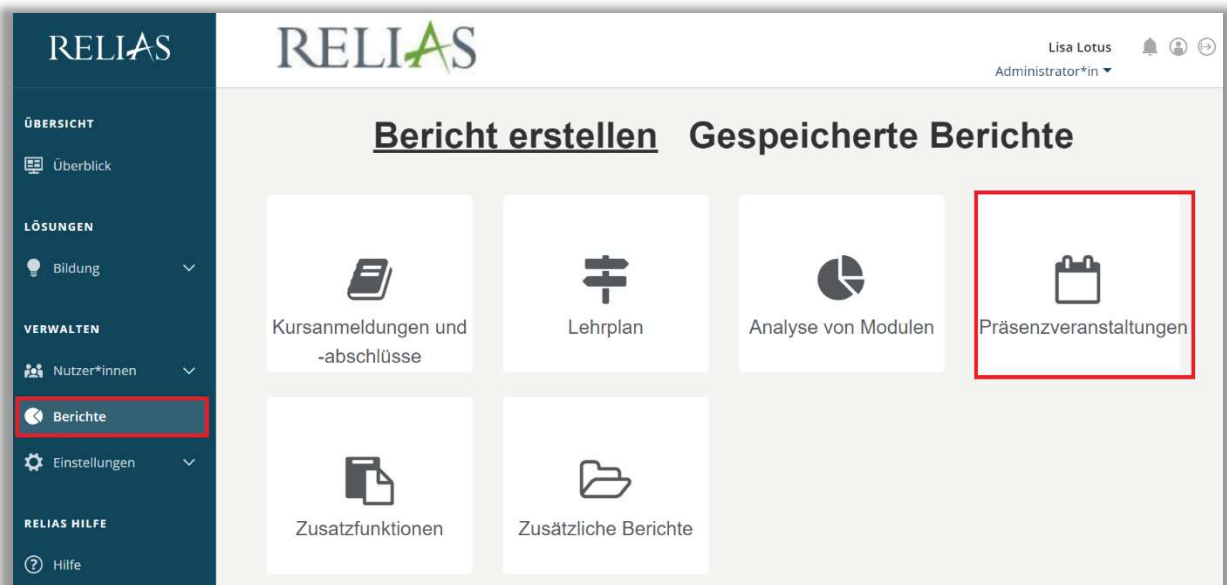 RELIAS
ÜBERSICHT
Überblick
LÖSUNGEN
Bildung
VERWALTEN
Nutzer*innen
Berichte
Einstellungen
RELIAS HILFE
Hilfe
RELIAS
Lisa Lotus
Administrator*in
Bericht erstellen Gespeicherte Berichte
Kursanmeldungen und
-abschlüsse
Lehrplan
Analyse von Modulen
Präsenzveranstaltungen
Zusatzfunktionen
Zusätzliche Berichte